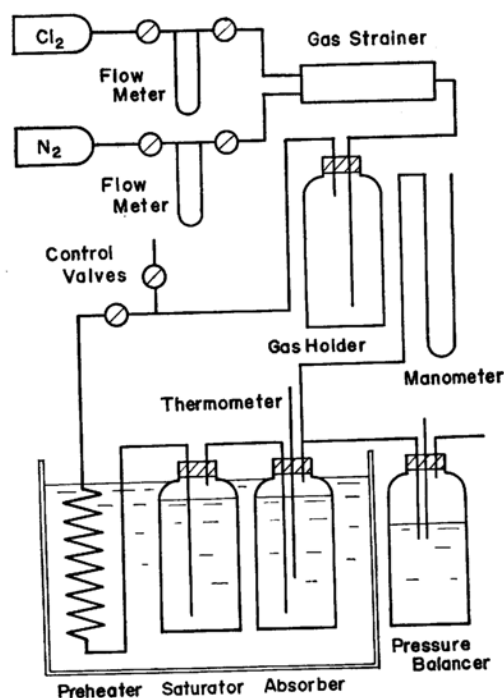 Cl2
Gas Strainer
Flow
Meter
N2
Flow
Meter
Control
Valves
Gas Holder
Manometer
Thermometer
Preheater
Saturator
Absorber
Pressure
Balancer